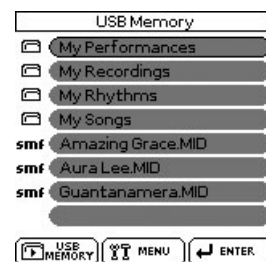 USB Memory
My Performances
My Recordings
My Rhythms
My Songs
smf Amazing Grace.MID
smf Aura Lee.MID
smf Guantanamera.MID
USB MEMORY MENU ENTER